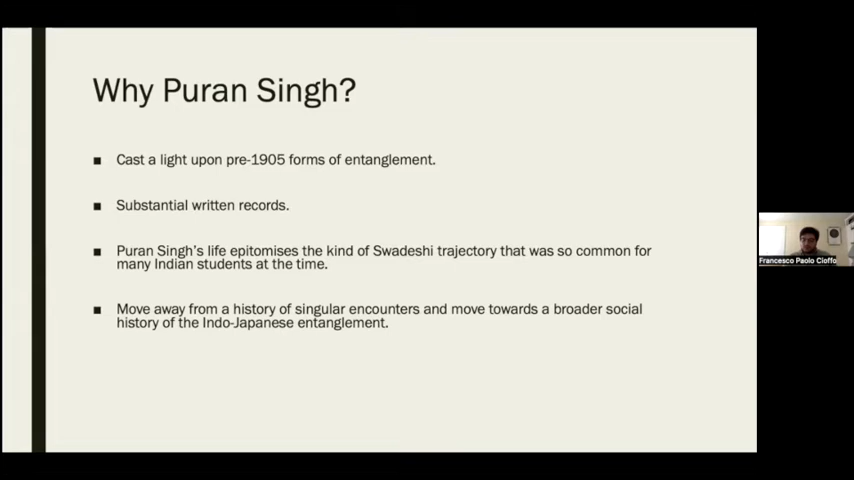 Why Puran Singh?
Cast a light upon pre-1905 forms of entanglement.
Substantial written records.
Puran Singh's life epitomises the kind of Swadeshi trajectory that was so common for
many Indian students at the time.
Move away from a history of singular encounters and move towards a broader social
history of the Indo-Japanese entanglement.
Francesco Paolo Cioffo